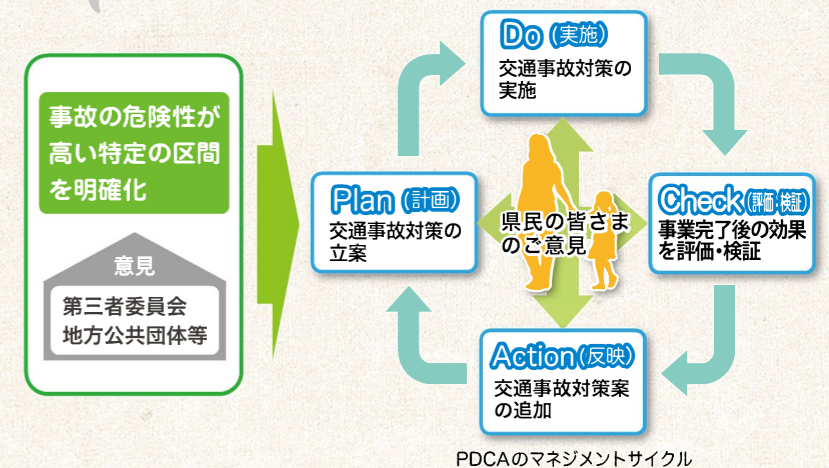 事故の危険性が
高い特定の区間
を明確化
意見
第三者委員会
地方公共団体等
Plan(計画)
交通事故対策の
立案
Do(実施)
交通事故対策の
実施
Check(評価・検証)
事業完了後の効果
を評価・検証
Action(反映)
交通事故対策案
の追加
県民の皆さま
のご意見
PDCAのマネジメントサイクル